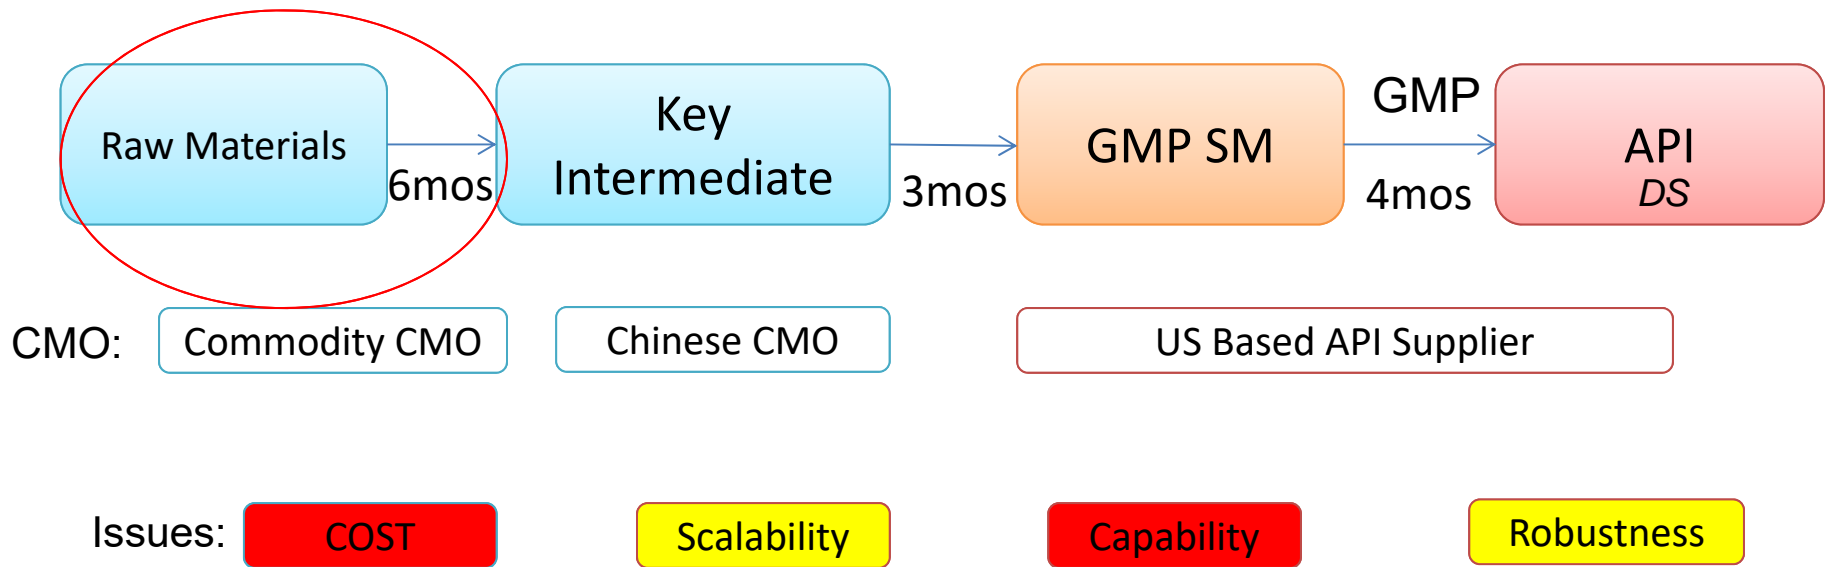 Raw Materials
6mos
Key
Intermediate
3mos
GMP SM
GMP
4mos
API
DS
CMO:
Commodity CMO
Chinese CMO
US Based API Supplier
Issues:
COST
Scalability
Capability
Robustness